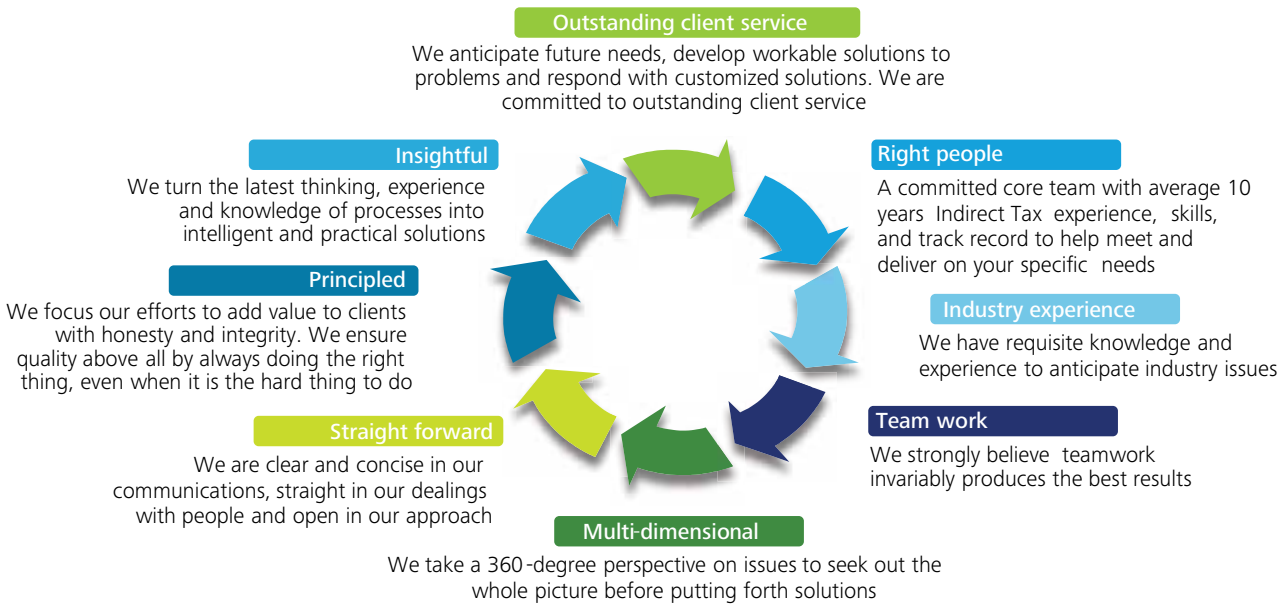 Outstanding client service
We anticipate future needs, develop workable solutions to
problems and respond with customized solutions. We are
committed to outstanding client service
Right people
A committed core team with average 10
years Indirect Tax experience, skills,
and track record to help meet and
deliver on your specific needs
Industry experience
We have requisite knowledge and
experience to anticipate industry issues
Team work
We strongly believe teamwork
invariably produces the best results
Multi-dimensional
We take a 360-degree perspective on issues to seek out the
whole picture before putting forth solutions
Straight forward
We are clear and concise in our
communications, straight in our dealings
with people and open in our approach
Principled
We focus our efforts to add value to clients
with honesty and integrity. We ensure
quality above all by always doing the right
thing, even when it is the hard thing to do
Insightful
We turn the latest thinking, experience
and knowledge of processes into
intelligent and practical solutions